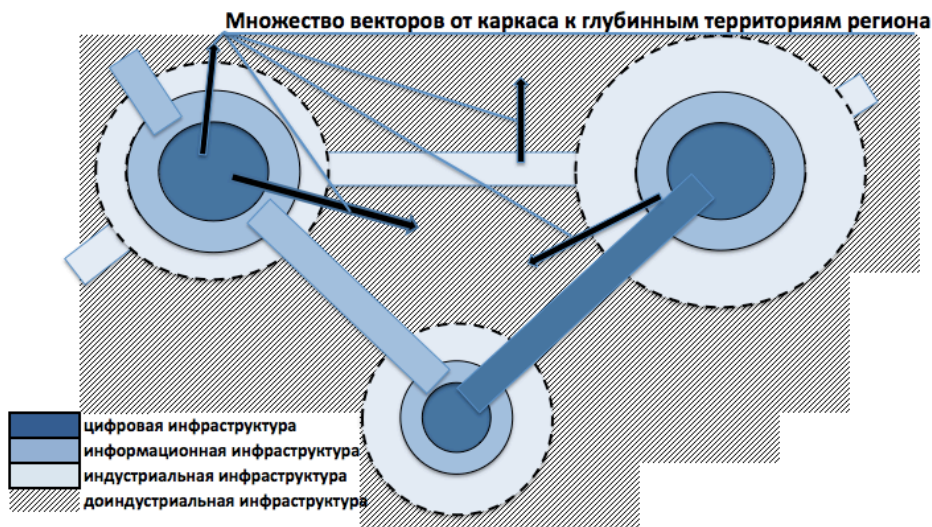 Множество векторов от каркаса к глубинным территориям региона
цифровая инфраструктура
информационная инфраструктура
индустриальная инфраструктура
доиндустриальная инфраструктура